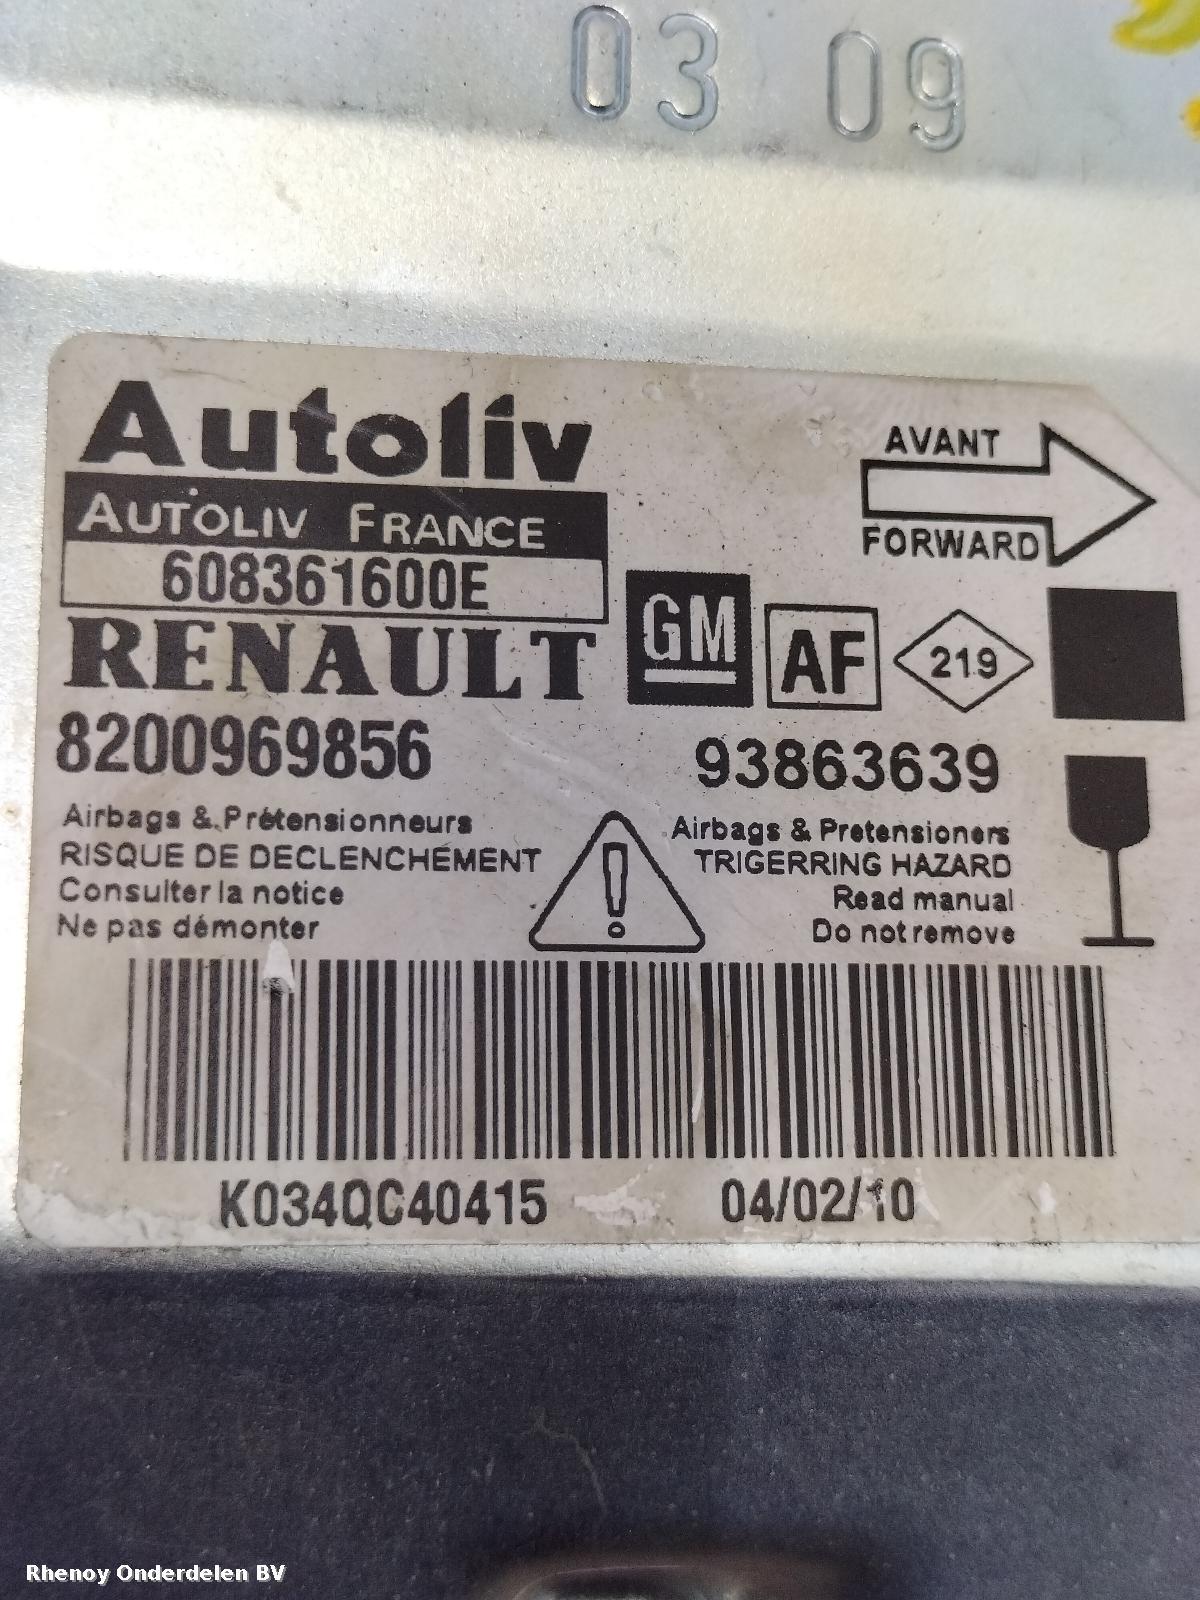 03 09
Autoliv
AUTOLIV FRANCE
608361600E
AVANT
FORWARD
RENAULT
GM
AF
219
8200969856
93863639
Airbags & Prétensionneurs
RISQUE DE DECLENCHEMENT
Consulter la notice
Ne pas démonter
!
Airbags & Pretensioners
TRIGERRING HAZARD
Read manual
Do not remove
K034QC40415
04/02/10
Rhenoy Onderdelen BV